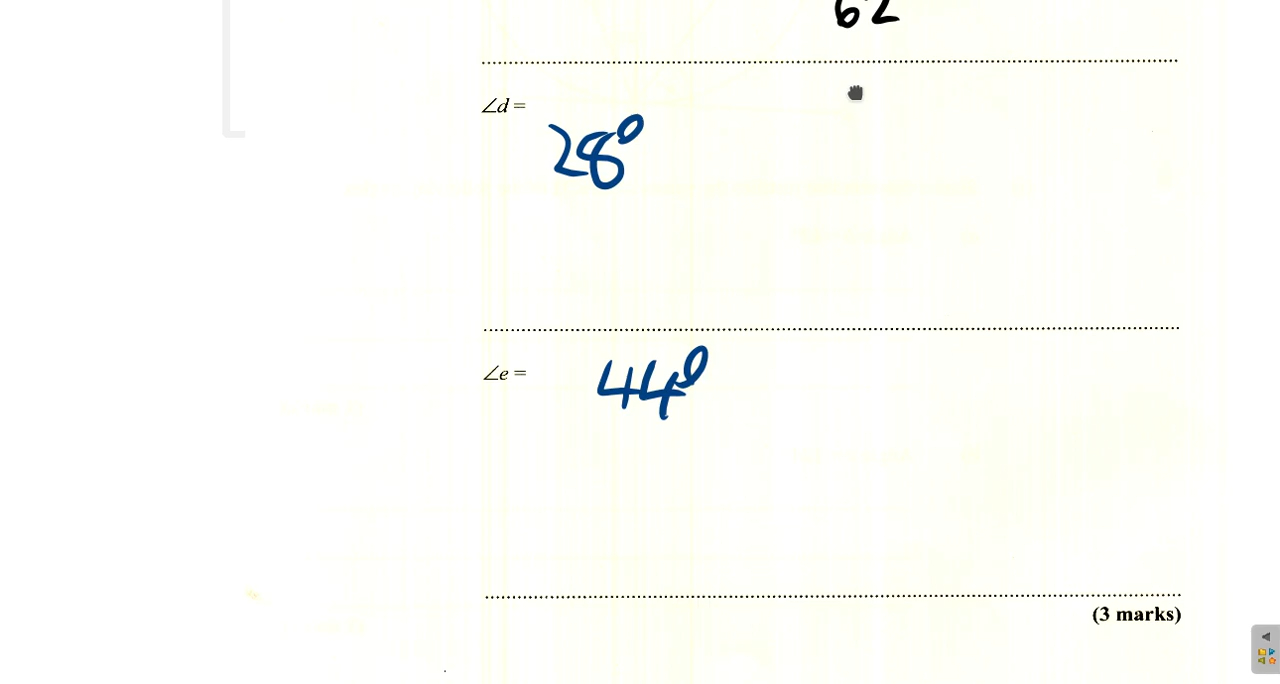 62
∠d =
28°
∠e =
44°
(3 marks)